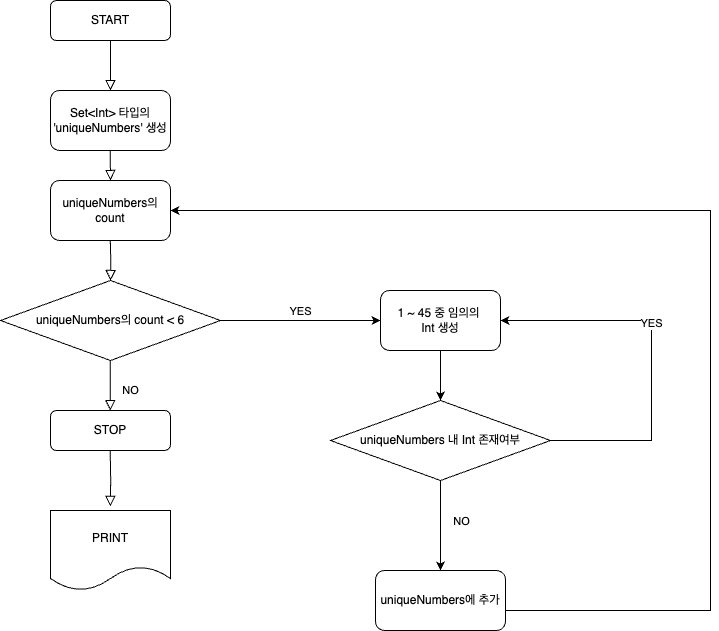 START
Set<Int> 타입의
'uniqueNumbers' 생성
uniqueNumbers의
count
uniqueNumbers의 count < 6
YES
1 ~ 45 중 임의의
Int 생성
YES
NO
STOP
uniqueNumbers 내 Int 존재여부
NO
PRINT
uniqueNumbers에 추가